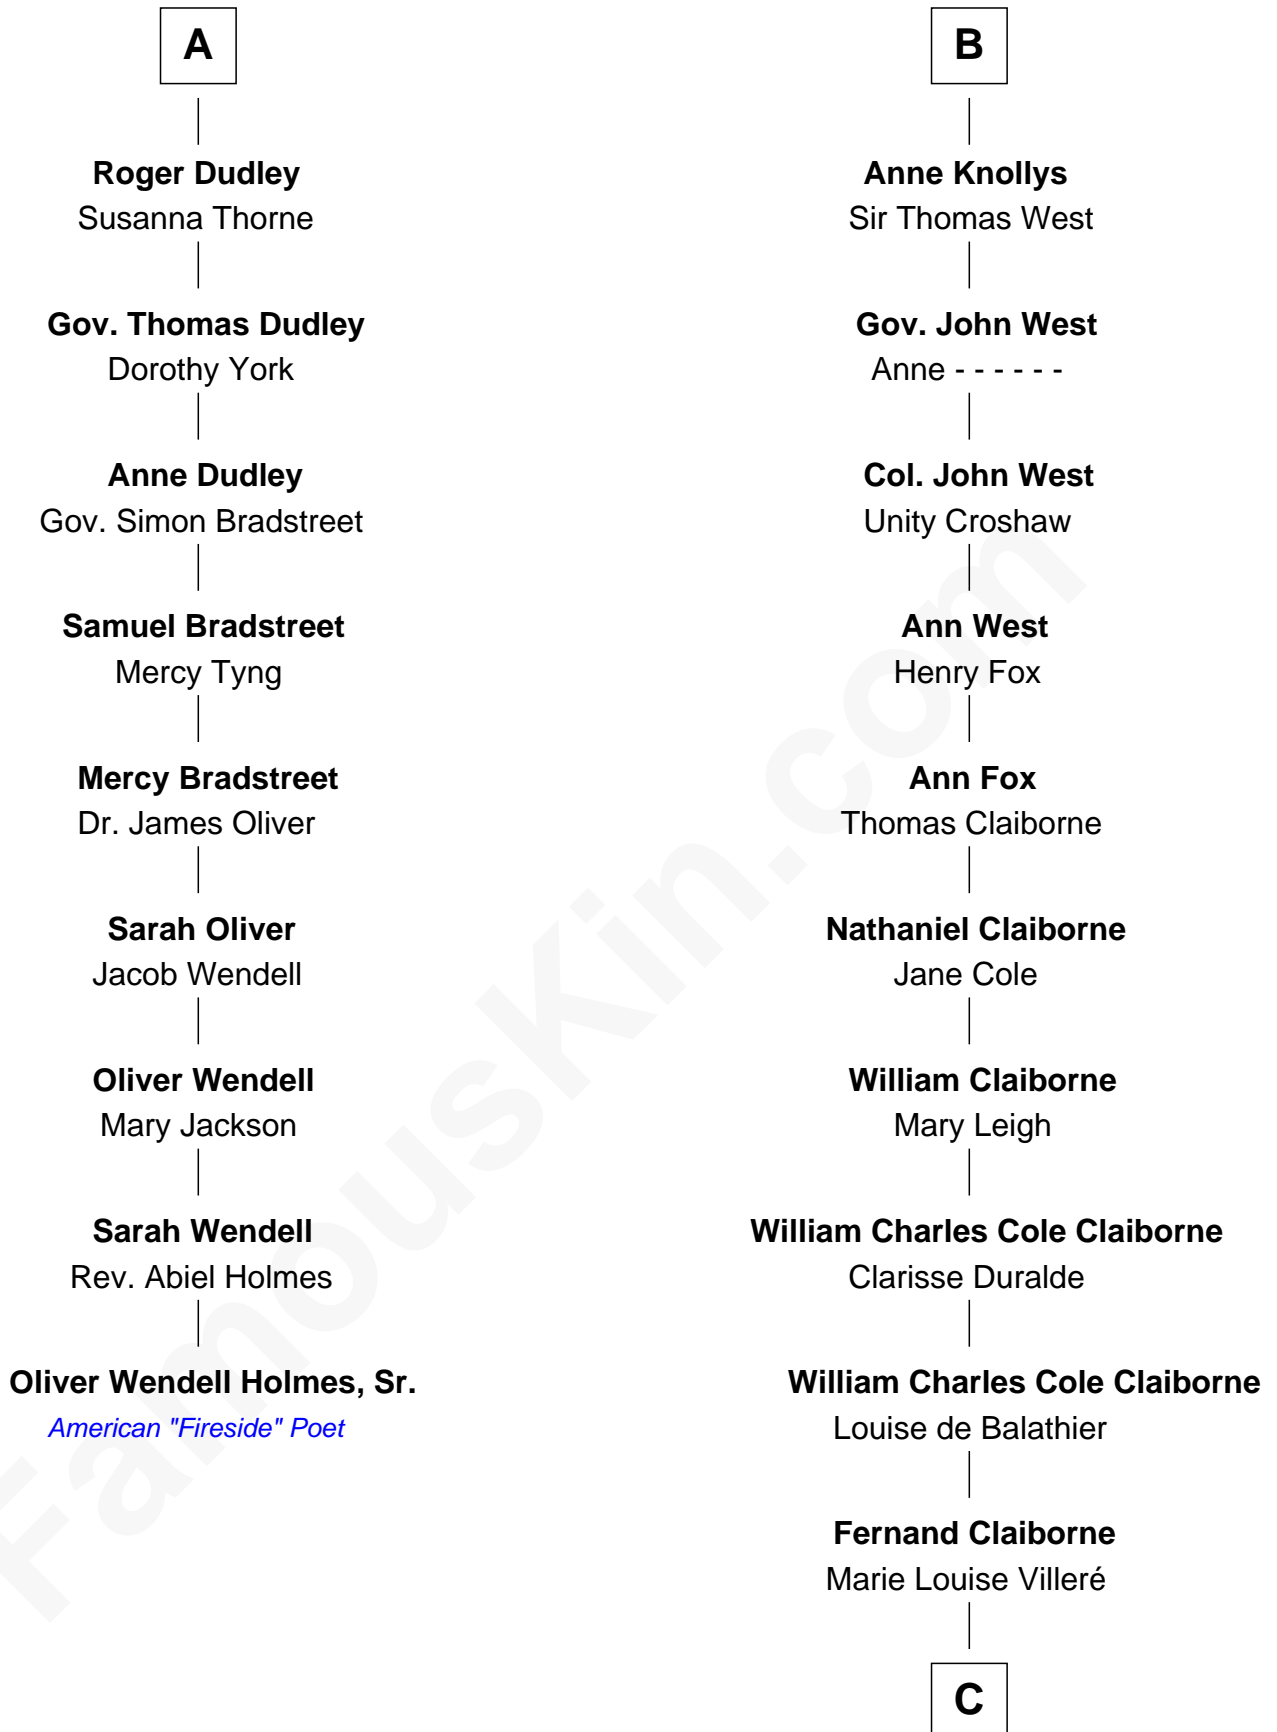 A
Roger Dudley
Susanna Thorne
Gov. Thomas Dudley
Dorothy York
Anne Dudley
Gov. Simon Bradstreet
Samuel Bradstreet
Mercy Tyng
Mercy Bradstreet
Dr. James Oliver
Sarah Oliver
Jacob Wendell
Oliver Wendell
Mary Jackson
Sarah Wendell
Rev. Abiel Holmes
Oliver Wendell Holmes, Sr.
American "Fireside" Poet
B
Anne Knollys
Sir Thomas West
Gov. John West
Anne - - - - - -
Col. John West
Unity Croshaw
Ann West
Henry Fox
Ann Fox
Thomas Claiborne
Nathaniel Claiborne
Jane Cole
William Claiborne
Mary Leigh
William Charles Cole Claiborne
Clarisse Duralde
William Charles Cole Claiborne
Louise de Balathier
Fernand Claiborne
Marie Louise Villeré
C
FamousKin.com